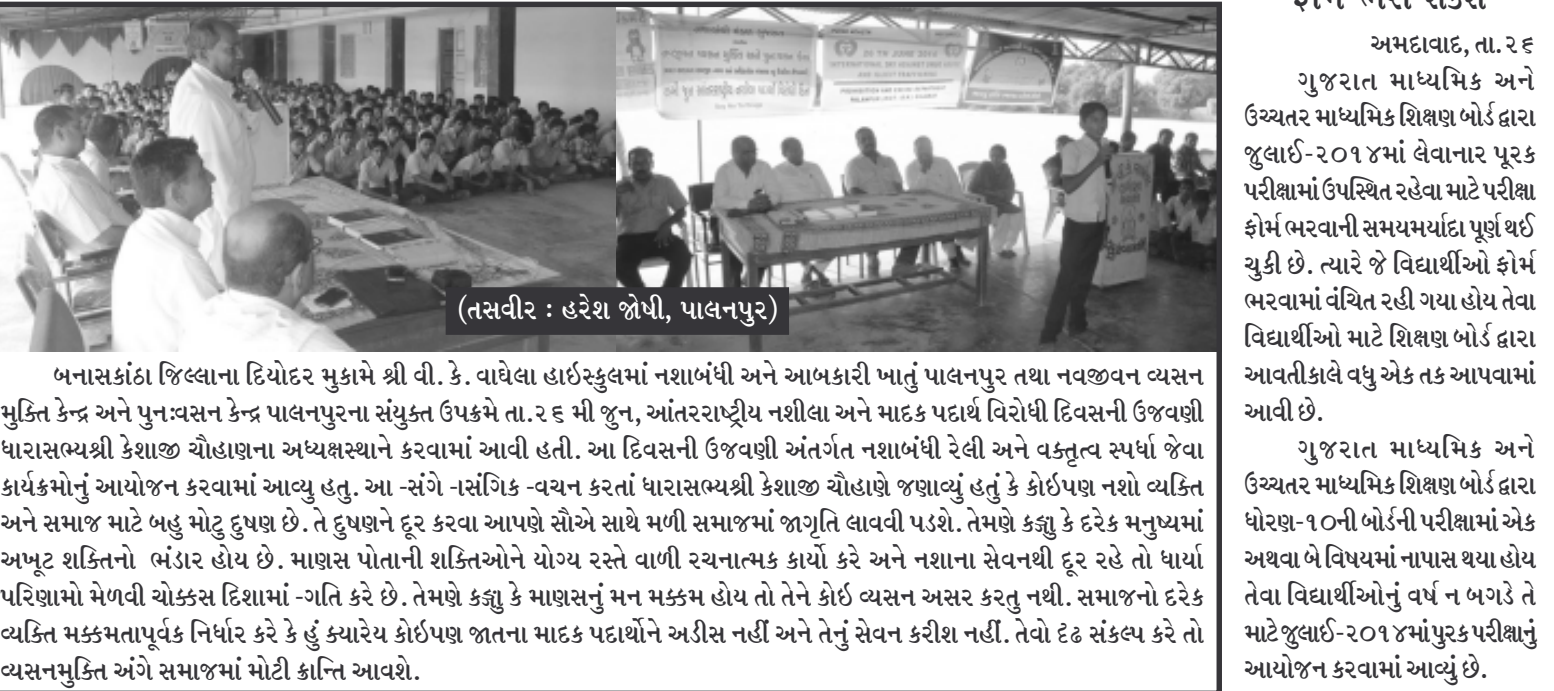 (તસવીર : હરેશ જોષી, પાલનપુર)
બનાસકાંઠા જિલ્લાના દિયોદર મુકામે શ્રી વી. કે. વાઘેલા હાઇસ્કુલમાં નશાબંધી અને આબકારી ખાતું પાલનપુર તથા નવજીવન વ્યસન
મુક્તિ કેન્દ્ર અને પુનઃવસન કેન્દ્ર પાલનપુરના સંયુક્ત ઉપક્રમે તા.૨૬ મી જુન, આંતરરાષ્ટ્રીય નશીલા અને માદક પદાર્થ વિરોધી દિવસની ઉજવણી
ધારાસભ્યશ્રી કેશાજી ચૌહાણના અધ્યક્ષસ્થાને કરવામાં આવી હતી. આ દિવસની ઉજવણી અંતર્ગત નશાબંધી રેલી અને વક્તૃત્વ સ્પર્ધા જેવા
કાર્યક્રમોનું આયોજન કરવામાં આવ્યુ હતુ. આ -સંગે -ાસંગિક -વચન કરતાં ધારાસભ્યશ્રી કેશાજી ચૌહાણે જણાવ્યું હતું કે કોઇપણ નશો વ્યક્તિ
અને સમાજ માટે બહુ મોટુ દુષણ છે. તે દુષણને દૂર કરવા આપણે સૌએ સાથે મળી સમાજમાં જાગૃતિ લાવવી પડશે. તેમણે કહ્યુ કે દરેક મનુષ્યમાં
અખૂટ શક્તિનો ભંડાર હોય છે. માણસ પોતાની શક્તિઓને યોગ્ય રસ્તે વાળી રચનાત્મક કાર્યો કરે અને નશાના સેવનથી દૂર રહે તો ધાર્યા
પરિણામો મેળવી ચોક્કસ દિશામાં -ગતિ કરે છે. તેમણે કહ્યુ કે માણસનું મન મક્કમ હોય તો તેને કોઇ વ્યસન અસર કરતુ નથી. સમાજનો દરેક
વ્યક્તિ મક્કમતાપૂર્વક નિર્ધાર કરે કે હું ક્યારેય કોઇપણ જાતના માદક પદાર્થોને અડીસ નહીં અને તેનું સેવન કરીશ નહીં. તેવો દઢ સંકલ્પ કરે તો
વ્યસનમુક્તિ અંગે સમાજમાં મોટી ક્રાન્તિ આવશે.
અમદાવાદ, તા.૨૬
ગુજરાત માધ્યમિક અને
ઉચ્ચતર માધ્યમિક શિક્ષણ બોર્ડ દ્વારા
જુલાઈ-૨૦૧૪માં લેવાનાર પૂરક
પરીક્ષામાં ઉપસ્થિત રહેવા માટે પરીક્ષા
ફોર્મ ભરવાની સમયમર્યાદા પૂર્ણ થઈ
ચુકી છે. ત્યારે જે વિદ્યાર્થીઓ ફોર્મ
ભરવામાં વંચિત રહી ગયા હોય તેવા
વિદ્યાર્થીઓ માટે શિક્ષણ બોર્ડ દ્વારા
આવતીકાલે વધુ એક તક આપવામાં
આવી છે.
ગુજરાત માધ્યમિક અને
ઉચ્ચતર માધ્યમિક શિક્ષણ બોર્ડ દ્વારા
ધોરણ-૧૦ની બોર્ડની પરીક્ષામાં એક
અથવા બે વિષયમાં નાપાસ થયા હોય
તેવા વિદ્યાર્થીઓનું વર્ષ ન બગડે તે
માટે જુલાઈ-૨૦૧૪માં પુરક પરીક્ષાનું
આયોજન કરવામાં આવ્યું છે.